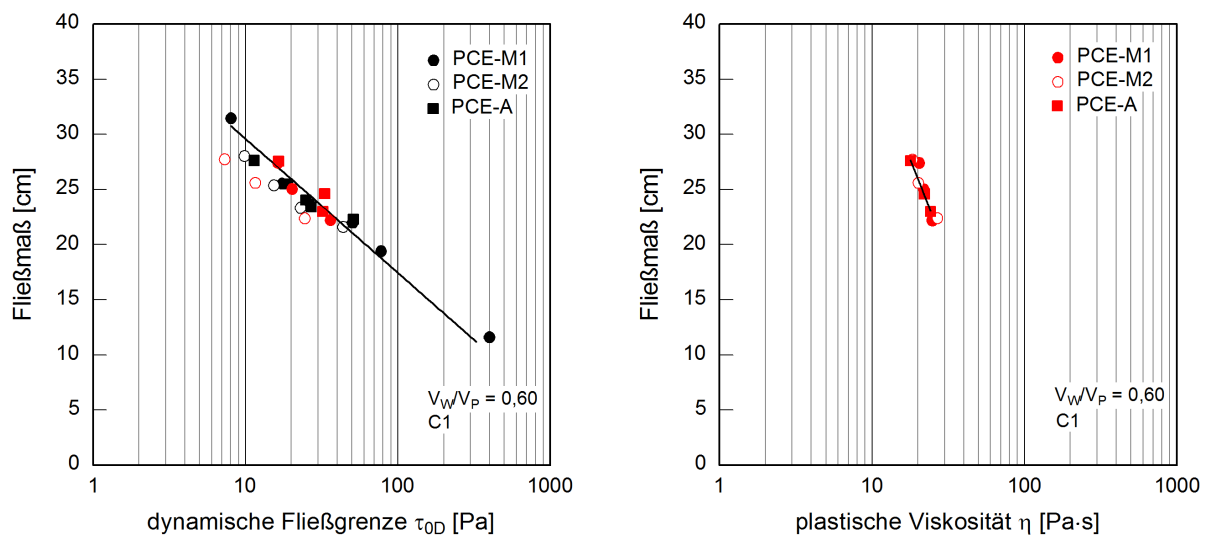 40
35
30
25
20
15
10
5
0
Fließmaß [cm]
PCE-M1
PCE-M2
PCE-A
V_W/V_P = 0,60
C1
1 10 100 1000
dynamische Fließgrenze τ_0D [Pa]
40
35
30
25
20
15
10
5
0
Fließmaß [cm]
PCE-M1
PCE-M2
PCE-A
V_W/V_P = 0,60
C1
1 10 100 1000
plastische Viskosität η [Pa·s]